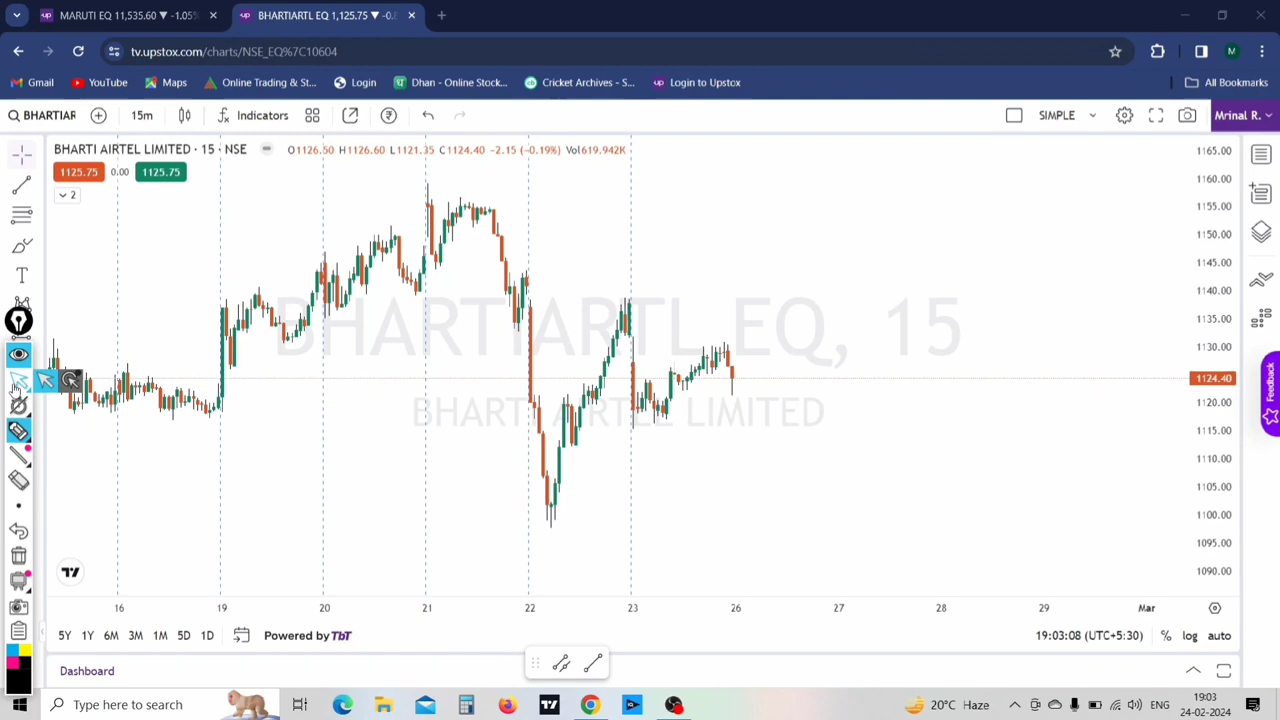 MARUTI EQ 11,535.60 ▼ -1.05%
BHARTIARTL EQ 1,125.75 ▼ -0.8
tv.upstox.com/charts/NSE_EQ%7C10604
M
Gmail
YouTube
Maps
Online Trading & St...
Login
Dhan - Online Stock...
Cricket Archives - S...
Login to Upstox
All Bookmarks
BHARTIAR
15m
Indicators
SIMPLE
Mrinal R.
BHARTI AIRTEL LIMITED · 15 · NSE
O1126.50 H1126.60 L1121.35 C1124.40 -2.15 (-0.19%) Vol619.942K
1125.75 0.00 1125.75
2
BHARTIARTL EQ, 15
BHARTI AIRTEL LIMITED
1165.00
1160.00
1155.00
1150.00
1145.00
1140.00
1135.00
1130.00
1124.40
1120.00
1115.00
1110.00
1105.00
1100.00
1095.00
1090.00
Feedback
16 19 20 21 22 23 26 27 28 29 Mar
5Y 1Y 6M 3M 1M 5D 1D
Powered by TbT
19:03:08 (UTC+5:30) % log auto
Dashboard
Type here to search
20°C Haze
ENG
19:03
24-02-2024